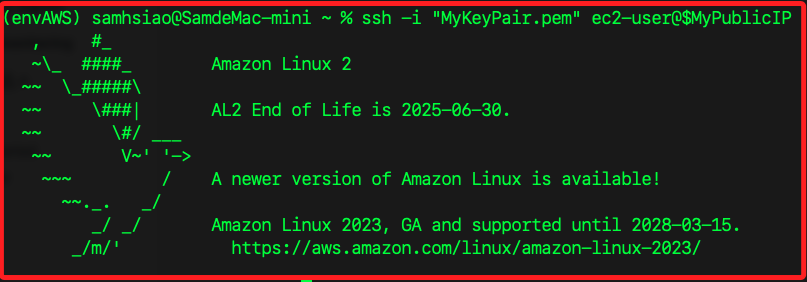 (envAWS) samhsiao@SamdeMac-mini ~ % ssh -i "MyKeyPair.pem" ec2-user@$MyPublicIP
   ,     #_
   ~\_  ####_        Amazon Linux 2
  ~~  \_#####\
  ~~     \###|       AL2 End of Life is 2025-06-30.
  ~~       \#/ ___
   ~~       V~' '->
    ~~~         /    A newer version of Amazon Linux is available!
      ~~._.   _/
         _/ _/       Amazon Linux 2023, GA and supported until 2028-03-15.
       _/m/'           https://aws.amazon.com/linux/amazon-linux-2023/